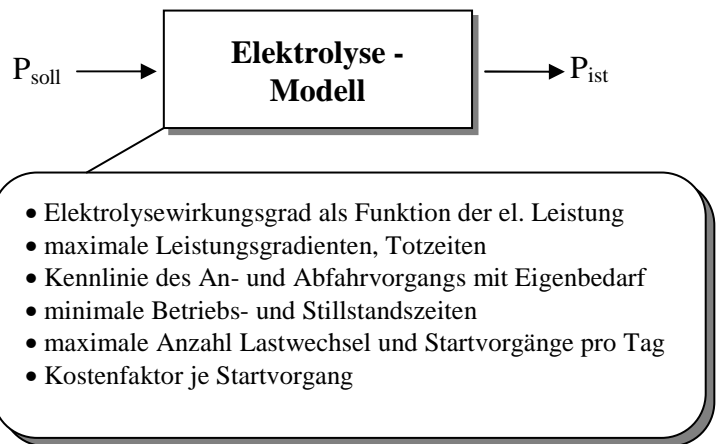 P_soll
Elektrolyse -
Modell
P_ist
• Elektrolysewirkungsgrad als Funktion der el. Leistung
• maximale Leistungsgradienten, Totzeiten
• Kennlinie des An- und Abfahrvorgangs mit Eigenbedarf
• minimale Betriebs- und Stillstandszeiten
• maximale Anzahl Lastwechsel und Startvorgänge pro Tag
• Kostenfaktor je Startvorgang